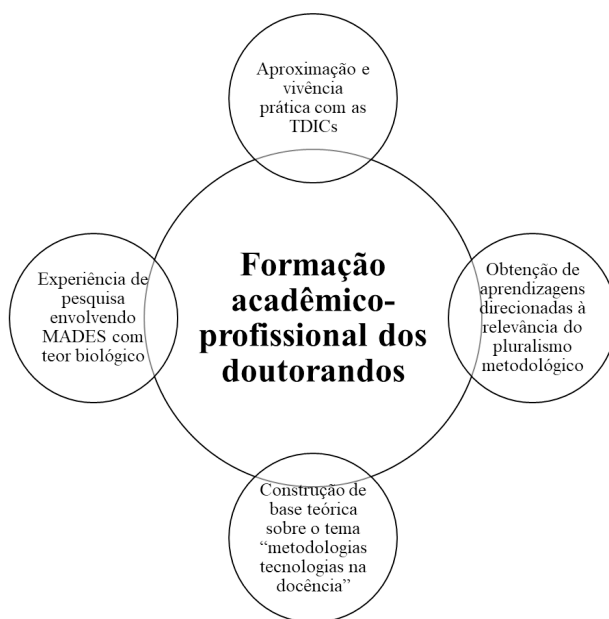 Aproximação e
vivência
prática com as
TDICs
Experiência de
pesquisa
envolvendo
MADES com
teor biológico
Formação
acadêmico-
profissional dos
doutorandos
Obtenção de
aprendizagens
direcionadas à
relevância do
pluralismo
metodológico
Construção de
base teórica
sobre o tema
“metodologias
tecnologias na
docência”